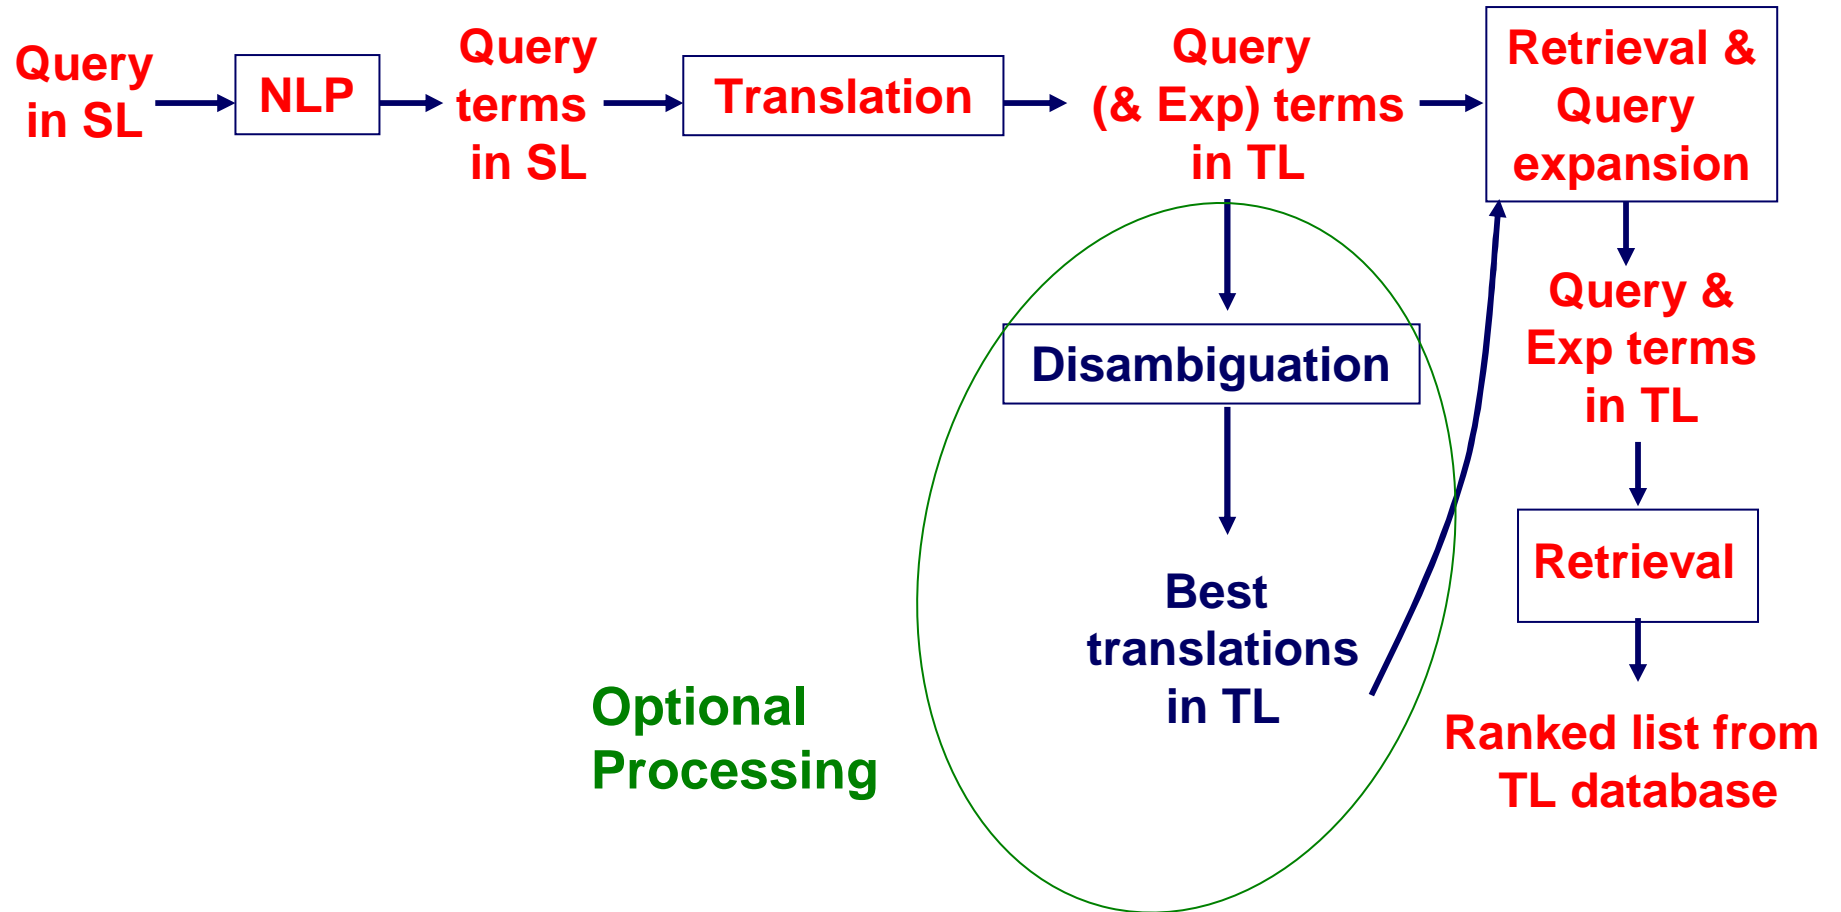 Query
in SL
NLP
Query
terms
in SL
Translation
Query
(& Exp) terms
in TL
Retrieval &
Query
expansion
Disambiguation
Best
translations
in TL
Query &
Exp terms
in TL
Retrieval
Ranked list from
TL database
Optional
Processing